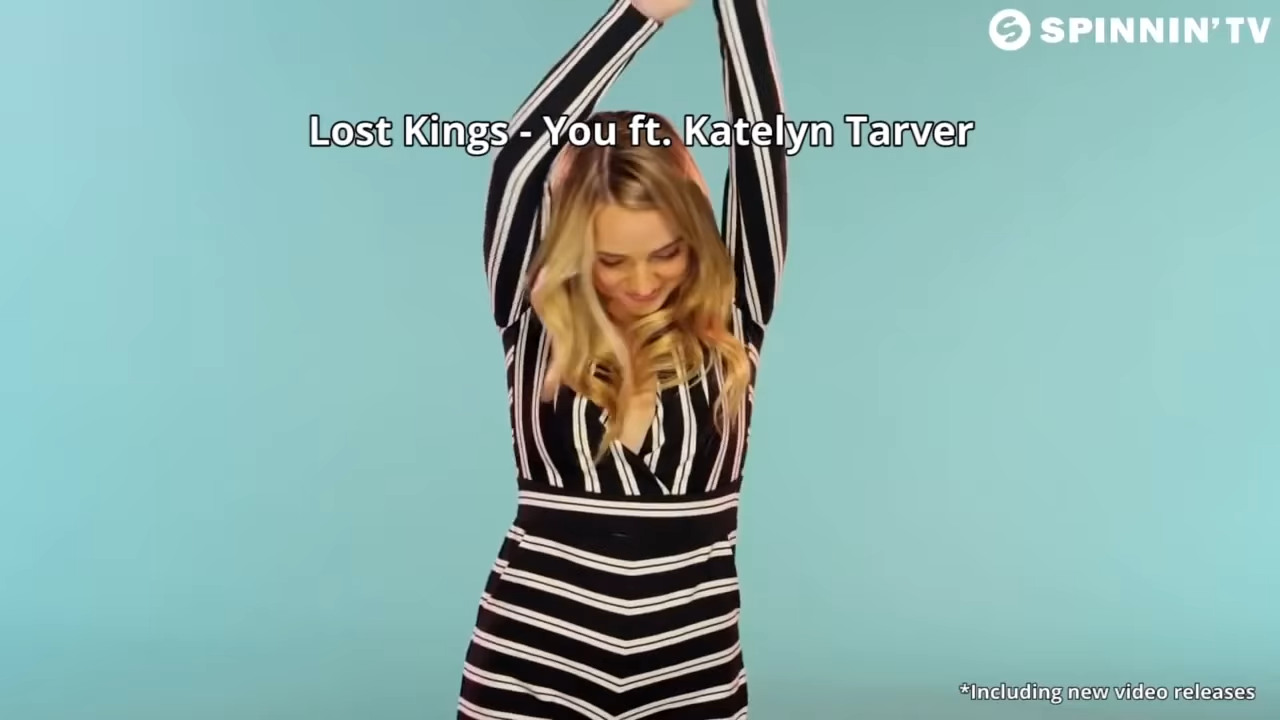 SPINNIN' TV
Lost Kings - You ft. Katelyn Tarver
*Including new video releases